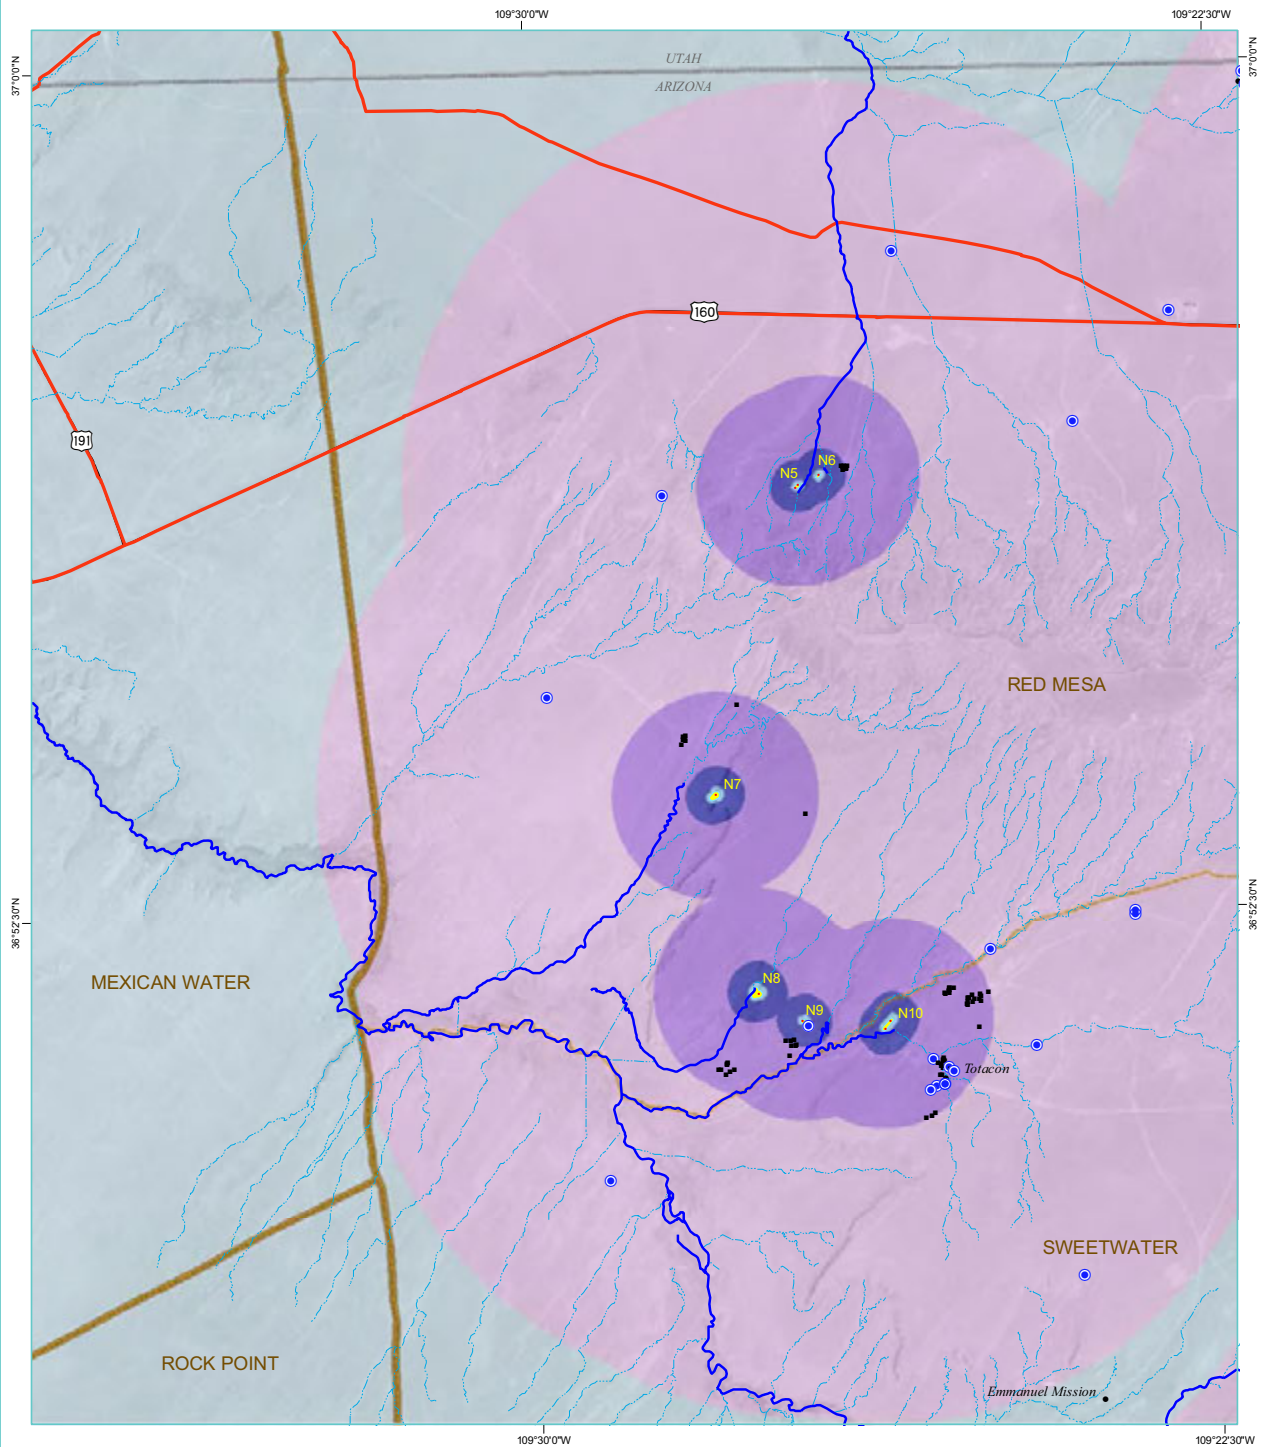 109°30'0"W
109°22'30"W
37°0'0"N
37°0'0"N
UTAH
ARIZONA
160
191
N6
N5
RED MESA
N7
36°52'30"N
36°52'30"N
MEXICAN WATER
N8
N9
N10
Totacon
SWEETWATER
ROCK POINT
Emmanuel Mission
109°30'0"W
109°22'30"W